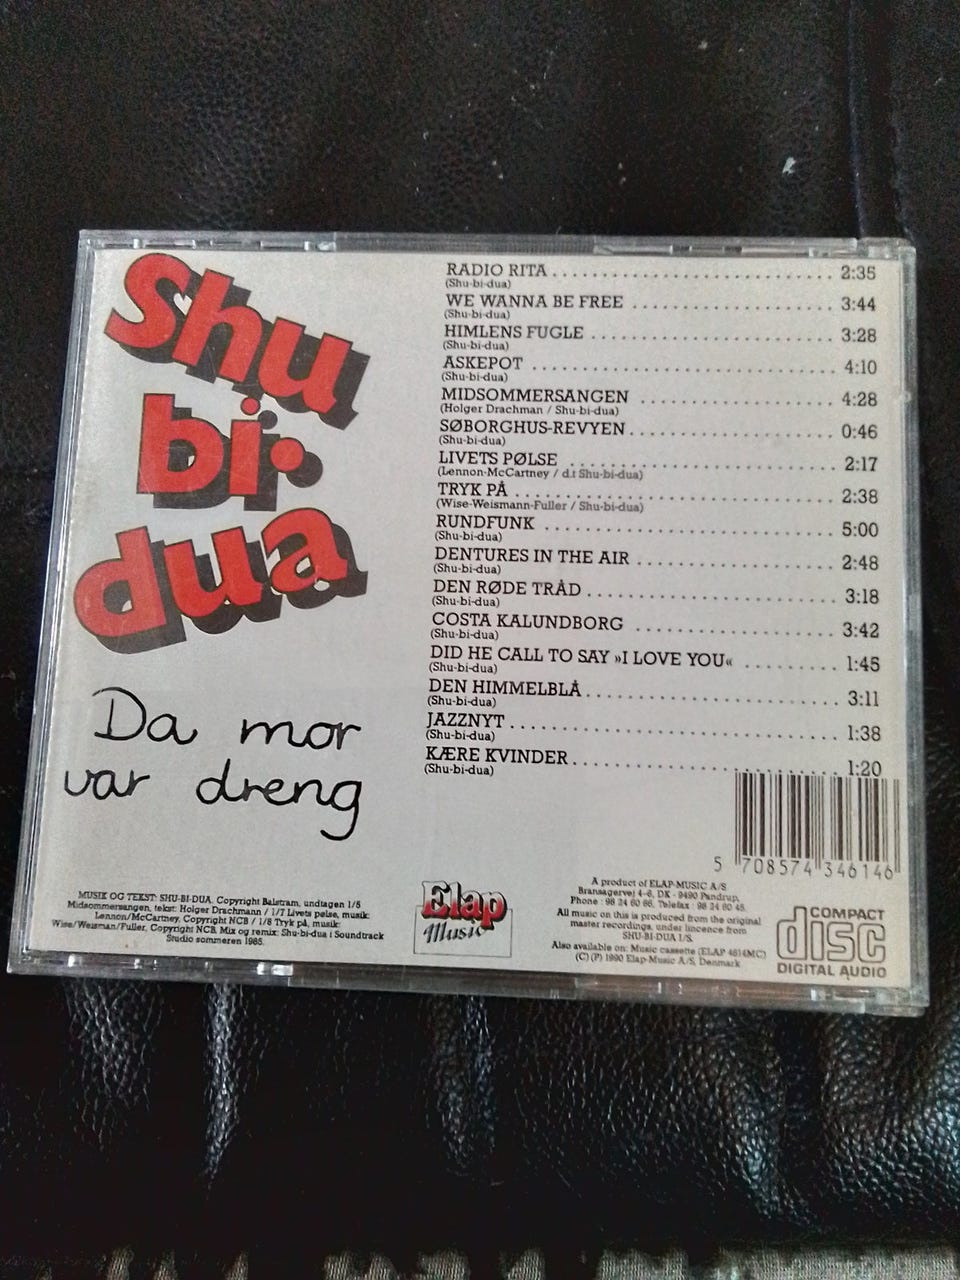 Shu
bi·
dua
Da mor
var dreng
RADIO RITA 2:35
(Shu-bi-dua)
WE WANNA BE FREE 3:44
(Shu-bi-dua)
HIMLENS FUGLE 3:28
(Shu-bi-dua)
ASKEPOT 4:10
(Shu-bi-dua)
MIDSOMMERSANGEN 4:28
(Holger Drachman / Shu-bi-dua)
SØBORGHUS-REVYEN 0:46
(Shu-bi-dua)
LIVETS PØLSE 2:17
(Lennon-McCartney / d.t Shu-bi-dua)
TRYK PÅ 2:38
(Wise-Weismann-Fuller / Shu-bi-dua)
RUNDFUNK 5:00
(Shu-bi-dua)
DENTURES IN THE AIR 2:48
(Shu-bi-dua)
DEN RØDE TRÅD 3:18
(Shu-bi-dua)
COSTA KALUNDBORG 3:42
(Shu-bi-dua)
DID HE CALL TO SAY »I LOVE YOU« 1:45
(Shu-bi-dua)
DEN HIMMELBLÅ 3:11
(Shu-bi-dua)
JAZZNYT 1:38
(Shu-bi-dua)
KÆRE KVINDER 1:20
(Shu-bi-dua)
5 708574 346146
MUSIK OG TEKST: SHU-BI-DUA, Copyright Balstram, undtagen 1/5
Midsommersangen, tekst: Holger Drachmann / 1/7 Livets pølse, musik:
Lennon/McCartney, Copyright NCB / 1/8 Tryk på, musik:
Wise/Weisman/Fuller, Copyright NCB. Mix og remix: Shu-bi-dua i Soundtrack
Studio sommeren 1985.
Elap
Music
A product of ELAP-MUSIC A/S
Bransagervej 4-6, DK - 9490 Pandrup,
Phone : 98 24 60 66, Telefax : 98 24 60 45.
All music on this is produced from the original
master recordings, under lincence from
SHU-BI-DUA I/S.
Also available on: Music cassette (ELAP 4614MC)
(C) (P) 1990 Elap-Music A/S, Denmark
COMPACT
disc
DIGITAL AUDIO